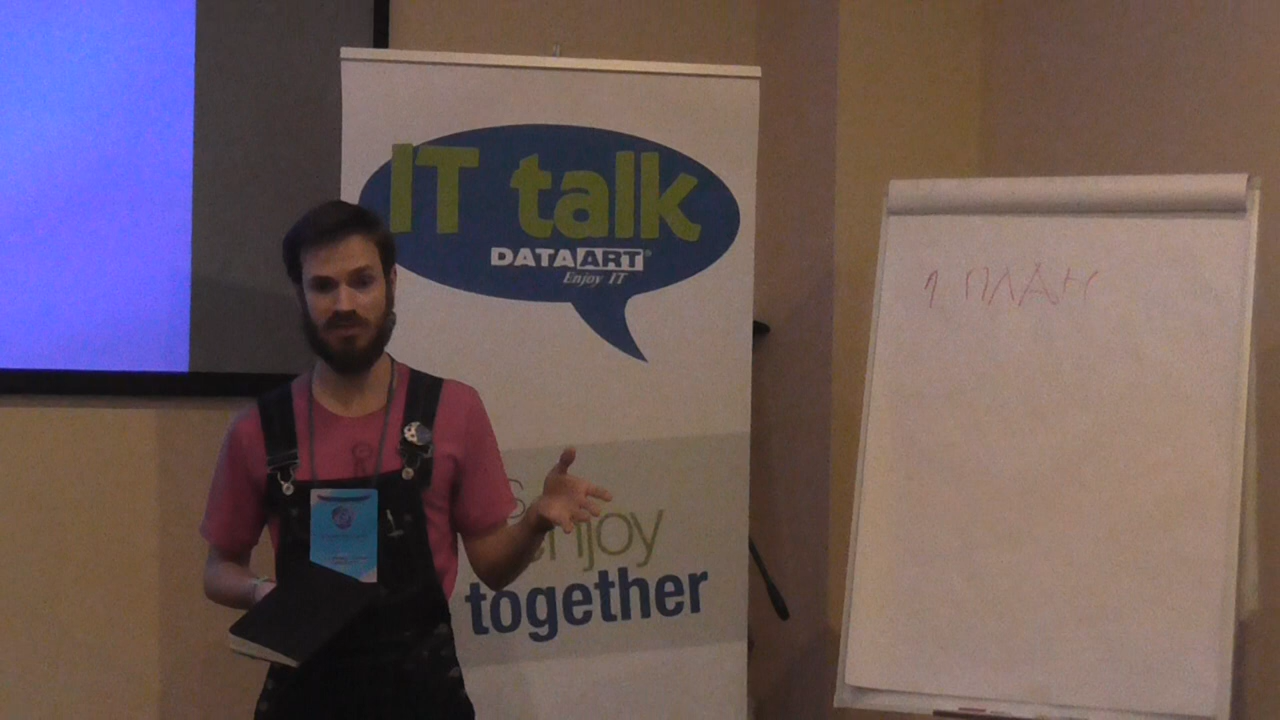 IT talk
DATAART®
Enjoy IT
enjoy
together
1 ПЛАН